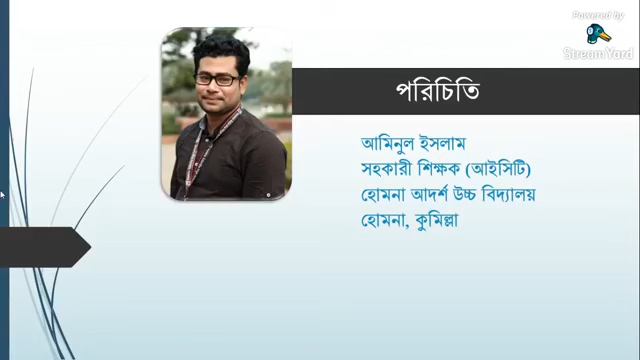 Powered by
StreamYard
পরিচিতি
আমিনুল ইসলাম
সহকারী শিক্ষক (আইসিটি)
হোমনা আদর্শ উচ্চ বিদ্যালয়
হোমনা, কুমিল্লা